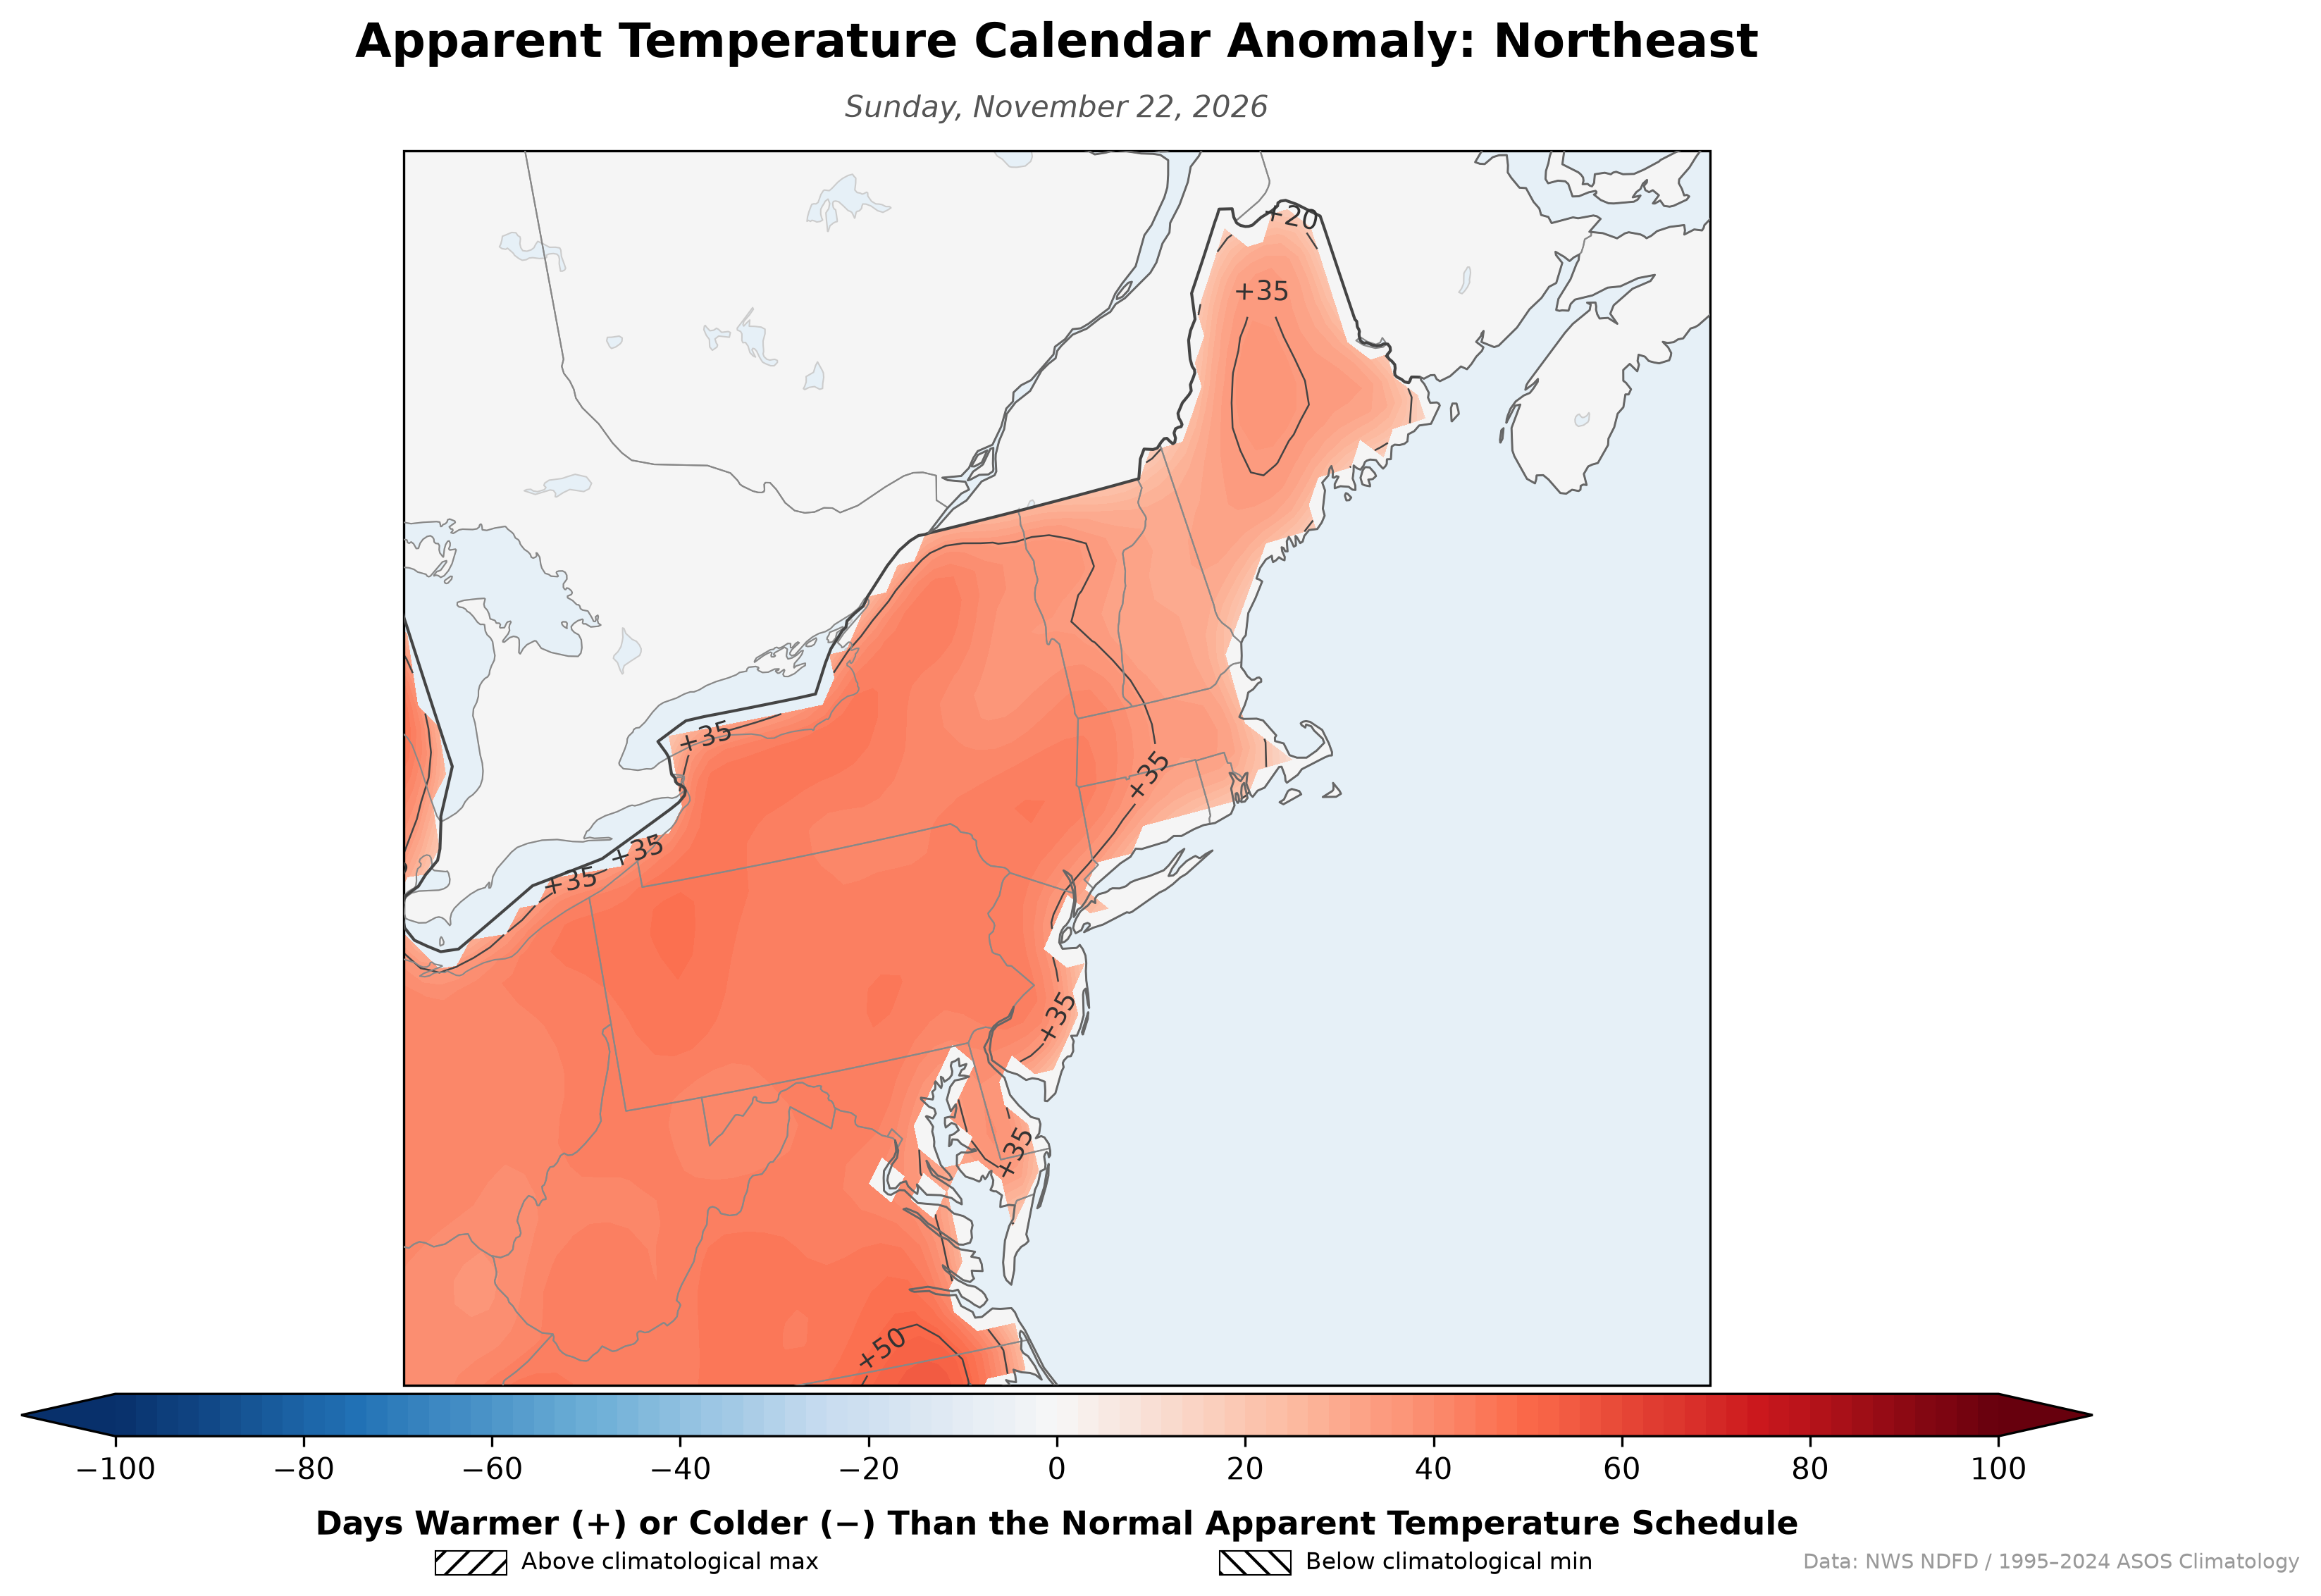 Apparent Temperature Calendar Anomaly: Northeast
Sunday, November 22, 2026
+20
+35
+35
+35
+35
+35
+35
+35
+50
−100 −80 −60 −40 −20 0 20 40 60 80 100
Days Warmer (+) or Colder (−) Than the Normal Apparent Temperature Schedule
Above climatological max
Below climatological min
Data: NWS NDFD / 1995–2024 ASOS Climatology